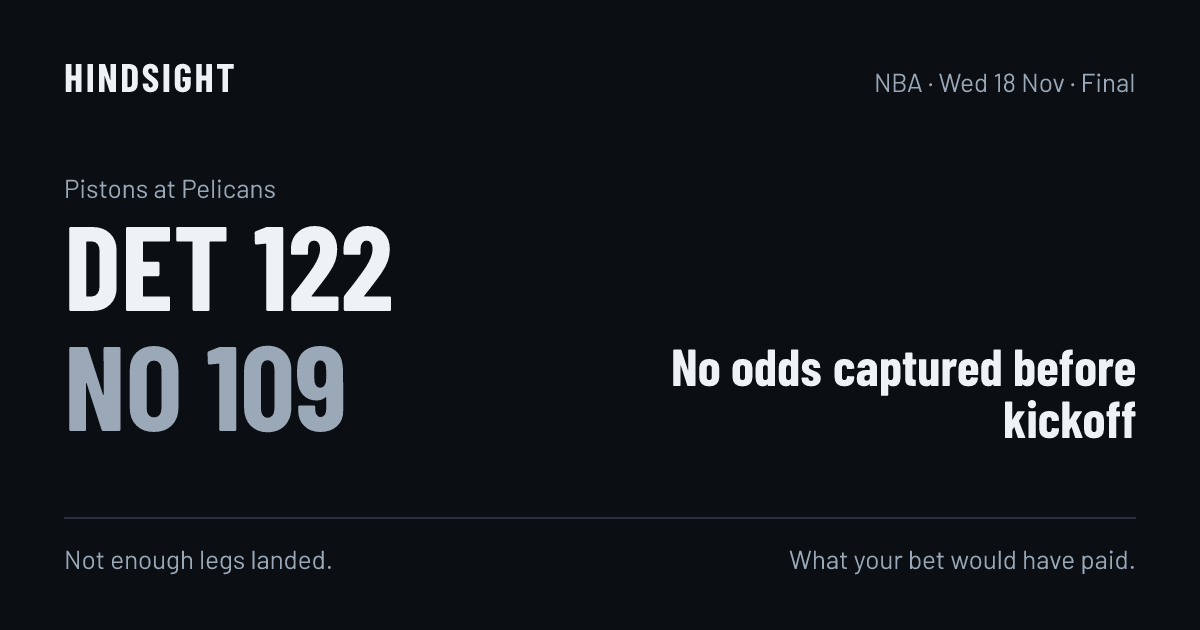 HINDSIGHT
NBA · Wed 18 Nov · Final
Pistons at Pelicans
DET 122
NO 109
No odds captured before
kickoff
Not enough legs landed.
What your bet would have paid.